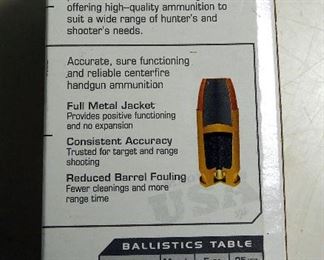 offering high-quality ammunition to
suit a wide range of hunter's and
shooter's needs.
Accurate, sure functioning
and reliable centerfire
handgun ammunition
Full Metal Jacket
Provides positive functioning
and no expansion
Consistent Accuracy
Trusted for target and range
shooting
Reduced Barrel Fouling
Fewer cleanings and more
range time
USA
BALLISTICS TABLE